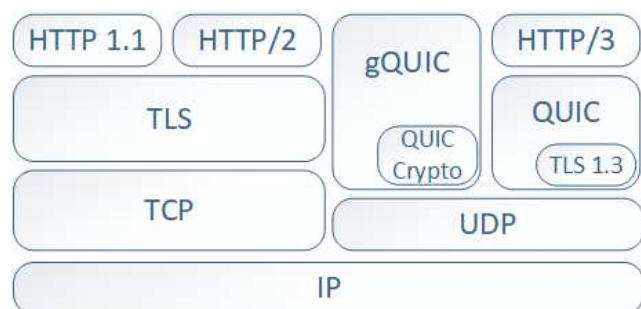 HTTP 1.1
HTTP/2
gQUIC
HTTP/3
TLS
QUIC
Crypto
QUIC
TLS 1.3
TCP
UDP
IP